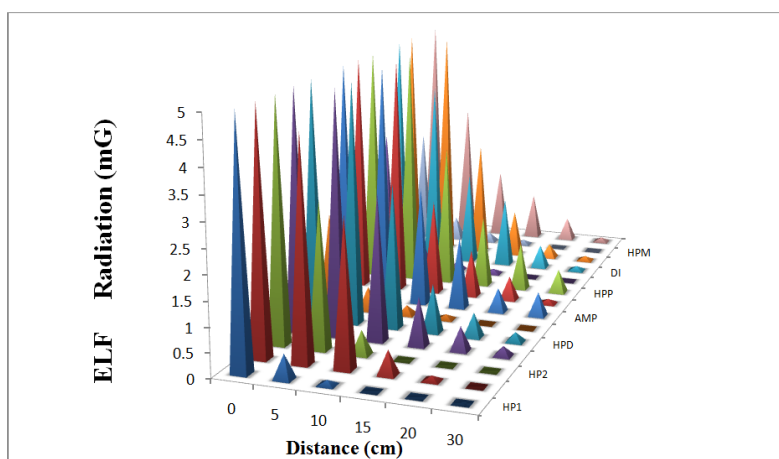 5
4.5
4
3.5
3
2.5
2
1.5
1
0.5
0
ELF Radiation (mG)
0 5 10 15 20 30
Distance (cm)
HPM
DI
HPP
AMP
HPD
HP2
HP1